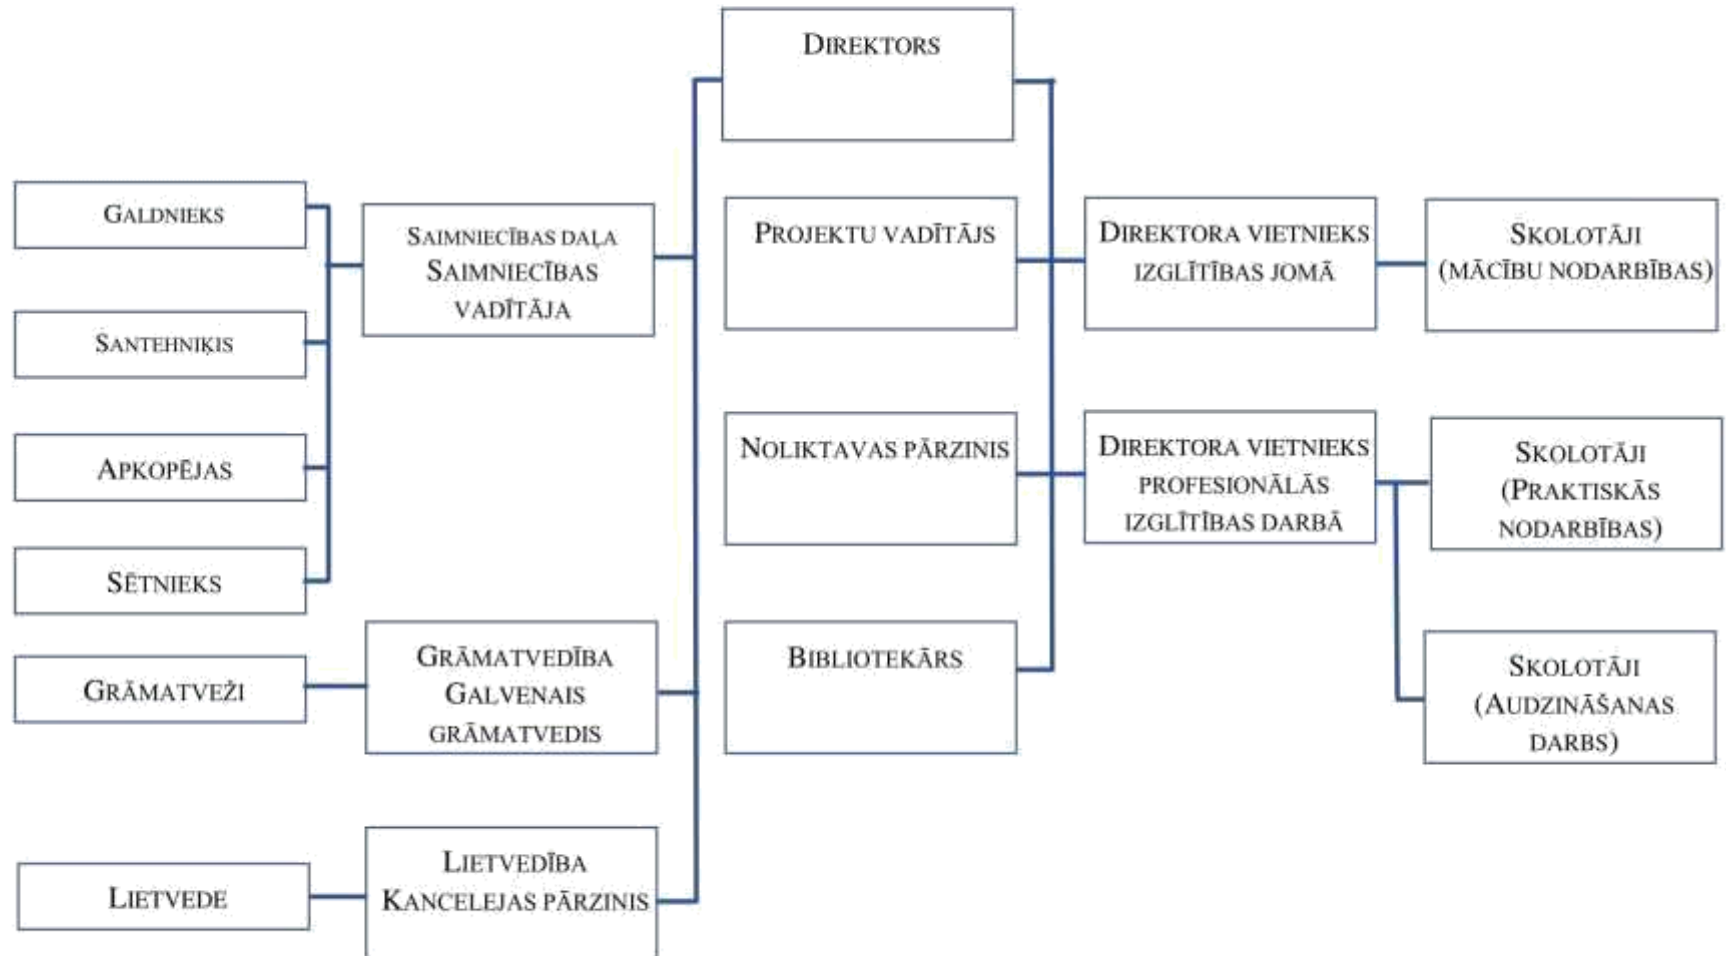 DIREKTORS
GALDNIEKS
SANTEHNIĶIS
APKOPĒJAS
SĒTNIEKS
GRĀMATVEŽI
LIETVEDE
SAIMNIECĪBAS DAĻA
SAIMNIECĪBAS
VADĪTĀJA
GRĀMATVEDĪBA
GALVENAIS
GRĀMATVEDIS
LIETVEDĪBA
KANCELEJAS PĀRZINIS
PROJEKTU VADĪTĀJS
NOLIKTAVAS PĀRZINIS
BIBLIOTEKĀRS
DIREKTORA VIETNIEKS
IZGLĪTĪBAS JOMĀ
DIREKTORA VIETNIEKS
PROFESIONĀLĀS
IZGLĪTĪBAS DARBĀ
SKOLOTĀJI
(MĀCĪBU NODARBĪBAS)
SKOLOTĀJI
(PRAKTISKĀS
NODARBĪBAS)
SKOLOTĀJI
(AUDZINĀŠANAS
DARBS)